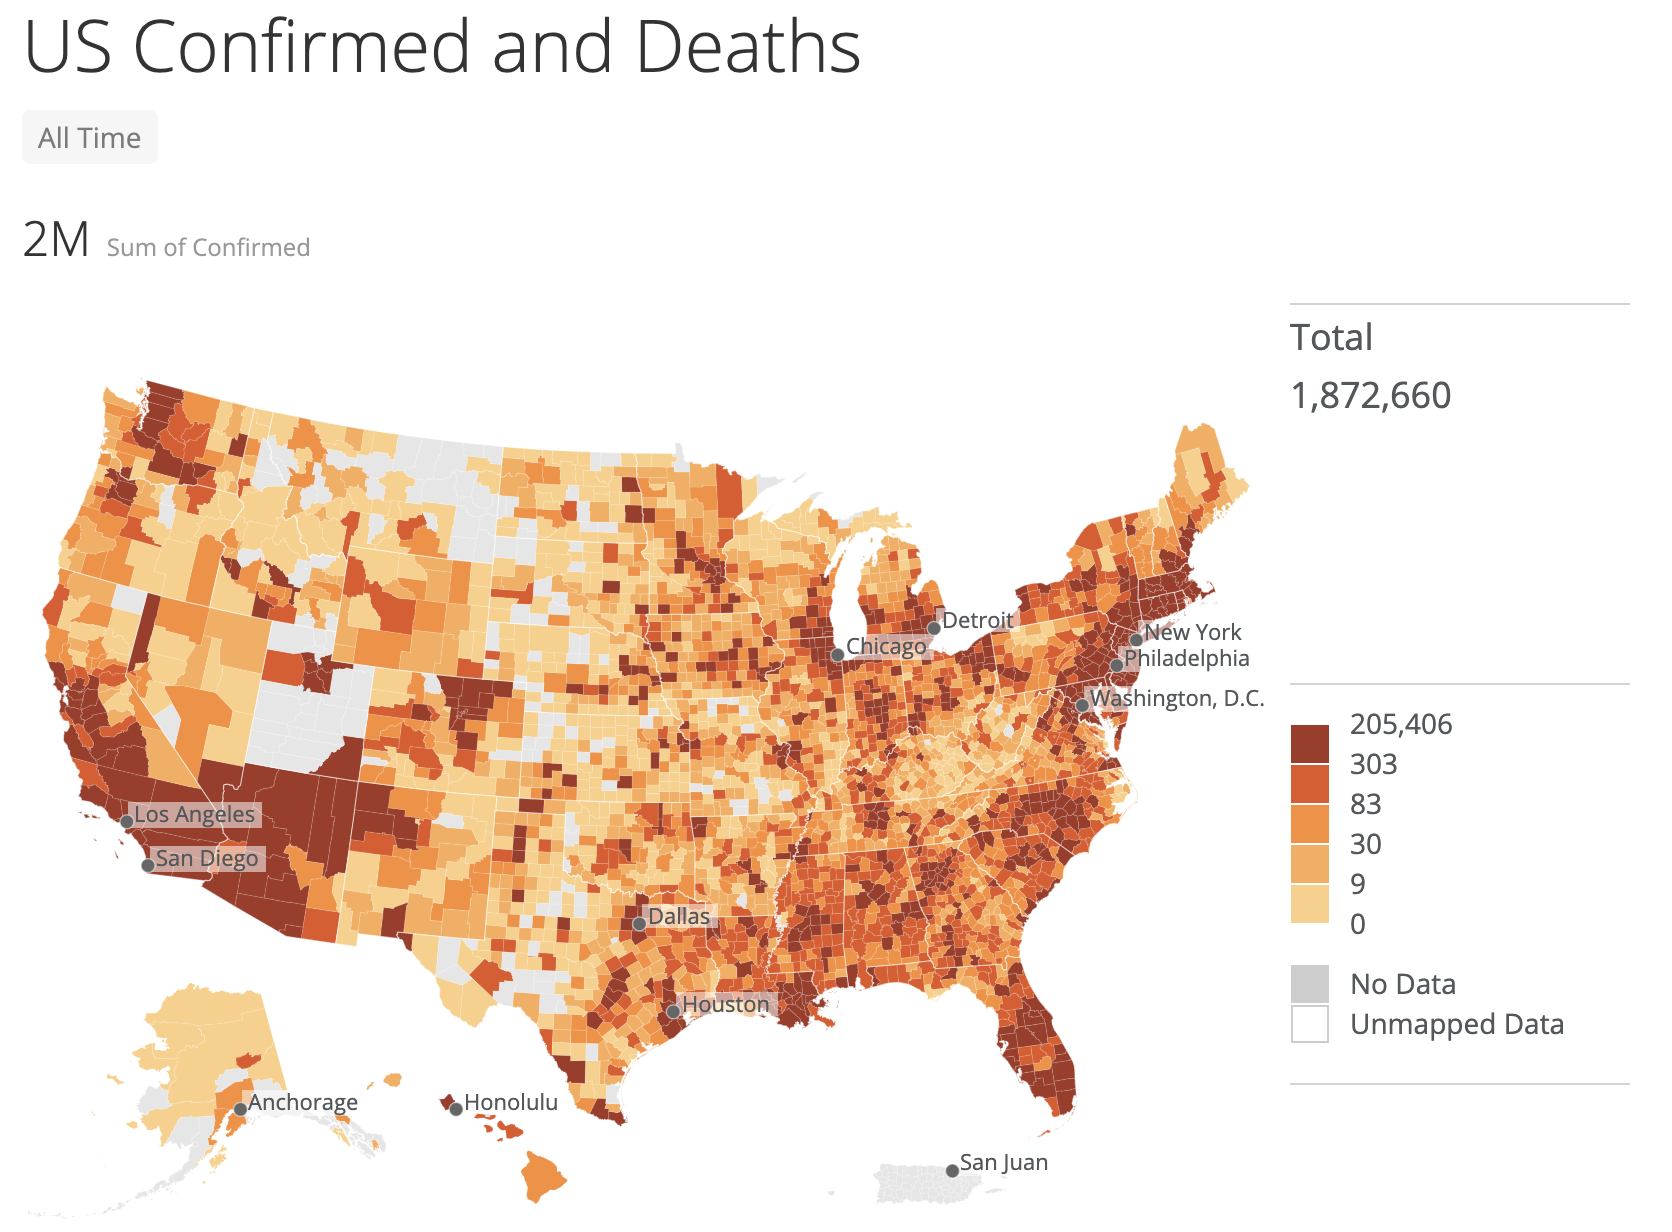 US Confirmed and Deaths
All Time
2M Sum of Confirmed
Total
1,872,660
Detroit
New York
Chicago
Philadelphia
Washington, D.C.
205,406
303
83
30
9
0
Los Angeles
San Diego
Dallas
No Data
Houston
Unmapped Data
Anchorage
Honolulu
San Juan